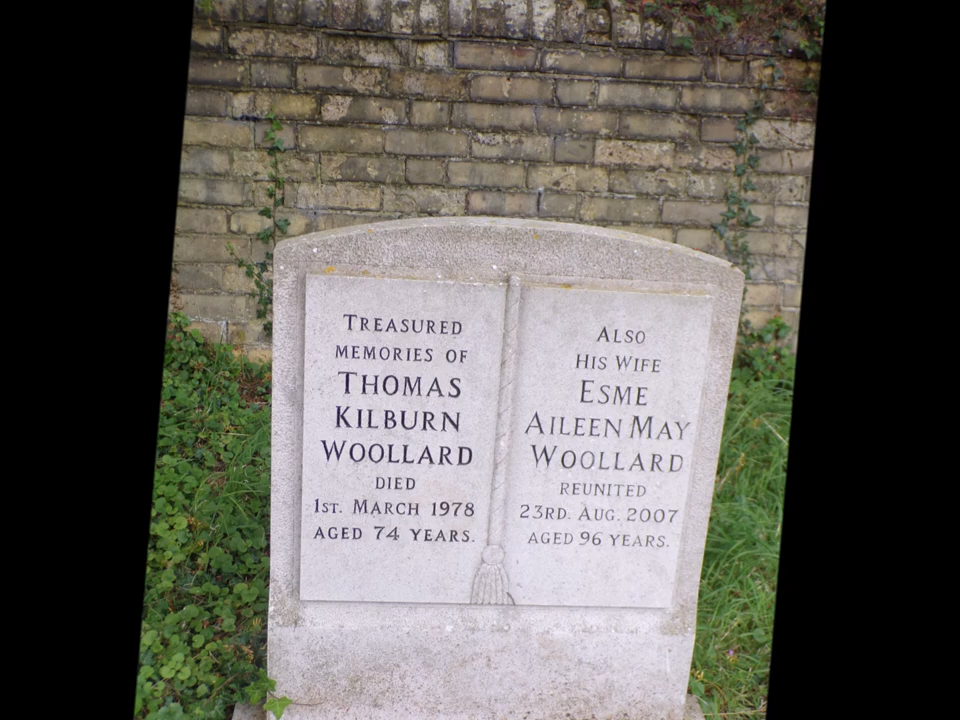 TREASURED
MEMORIES OF
THOMAS
KILBURN
WOOLLARD
DIED
1ST. MARCH 1978
AGED 74 YEARS.
ALSO
HIS WIFE
ESME
AILEEN MAY
WOOLLARD
REUNITED
23RD. AUG. 2007
AGED 96 YEARS.